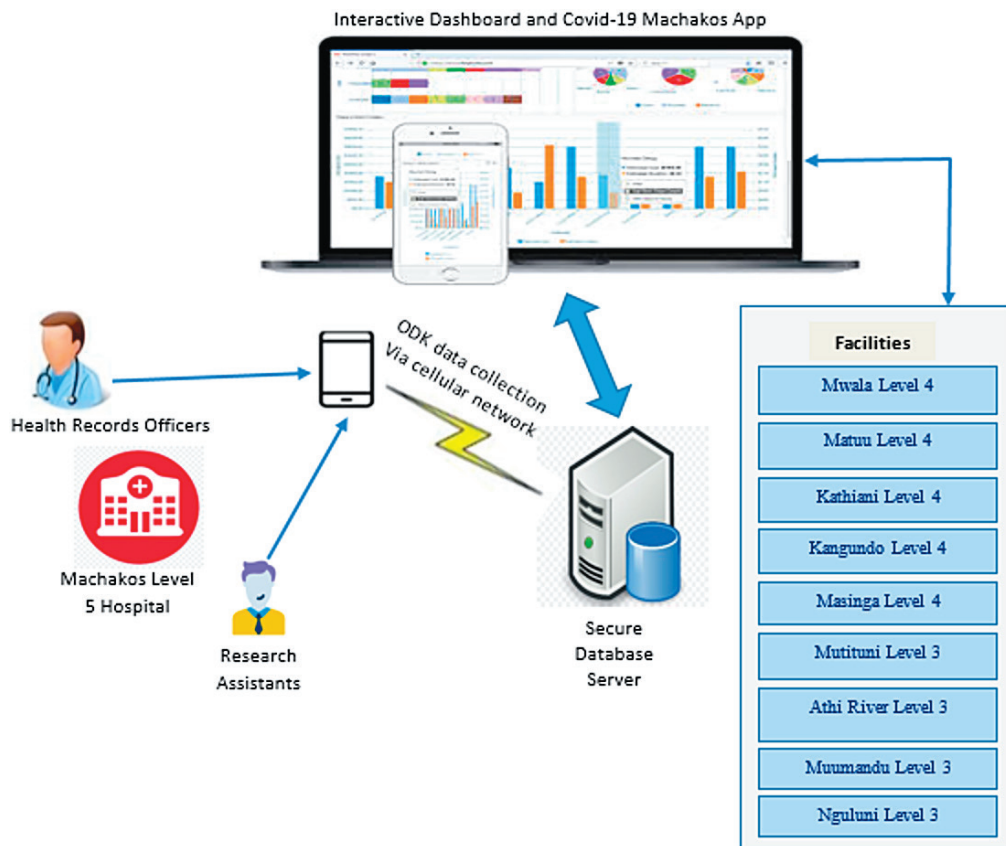 Interactive Dashboard and Covid-19 Machakos App
ODK data collection
Via cellular network
Health Records Officers
Machakos Level
5 Hospital
Research
Assistants
Secure
Database
Server
Facilities
Mwala Level 4
Matuu Level 4
Kathiani Level 4
Kangundo Level 4
Masinga Level 4
Mutituni Level 3
Athi River Level 3
Muumandu Level 3
Nguluni Level 3